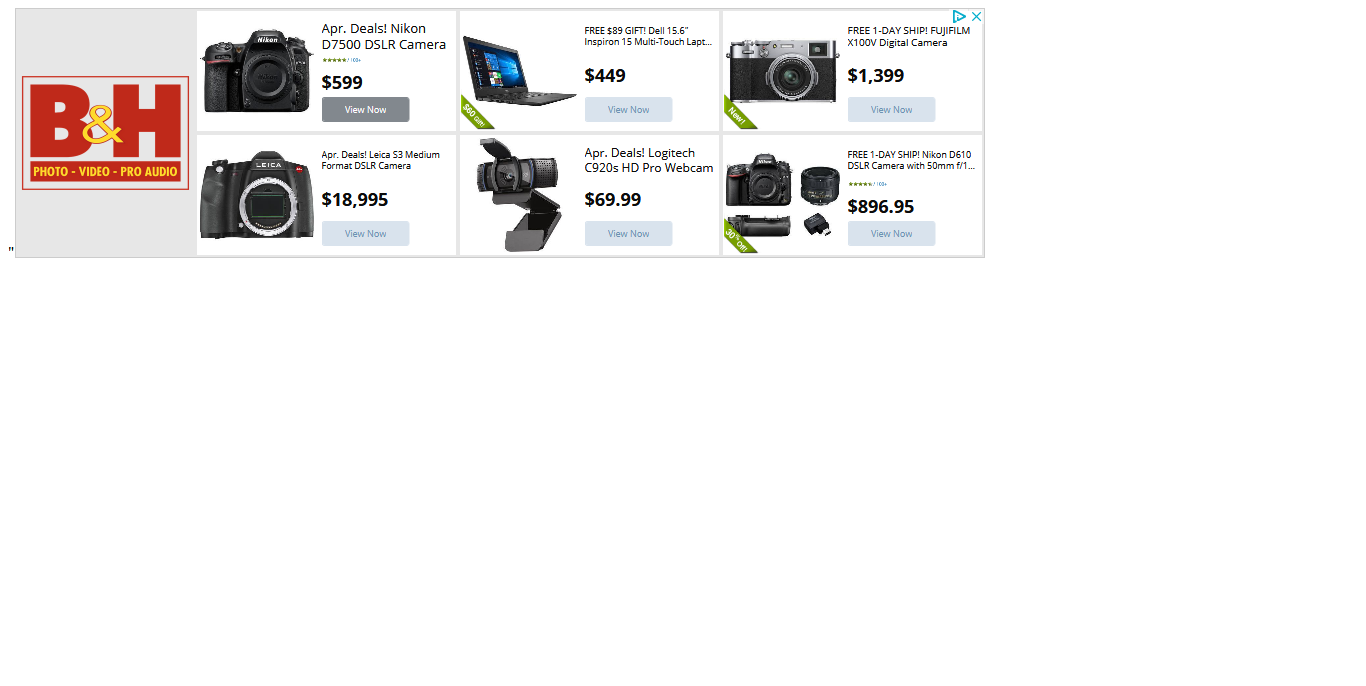 B&H
PHOTO - VIDEO - PRO AUDIO
Nikon
Apr. Deals! Nikon
D7500 DSLR Camera
★★★★★ / 100+
$599
View Now
FREE $89 GIFT! Dell 15.6"
Inspiron 15 Multi-Touch Lapt...
$449
View Now
$60 Gift!
FREE 1-DAY SHIP! FUJIFILM
X100V Digital Camera
$1,399
View Now
New!
LEICA
Apr. Deals! Leica S3 Medium
Format DSLR Camera
$18,995
View Now
Apr. Deals! Logitech
C920s HD Pro Webcam
$69.99
View Now
Nikon
FREE 1-DAY SHIP! Nikon D610
DSLR Camera with 50mm f/1...
/ 100+
$896.95
View Now
30% Off!
"